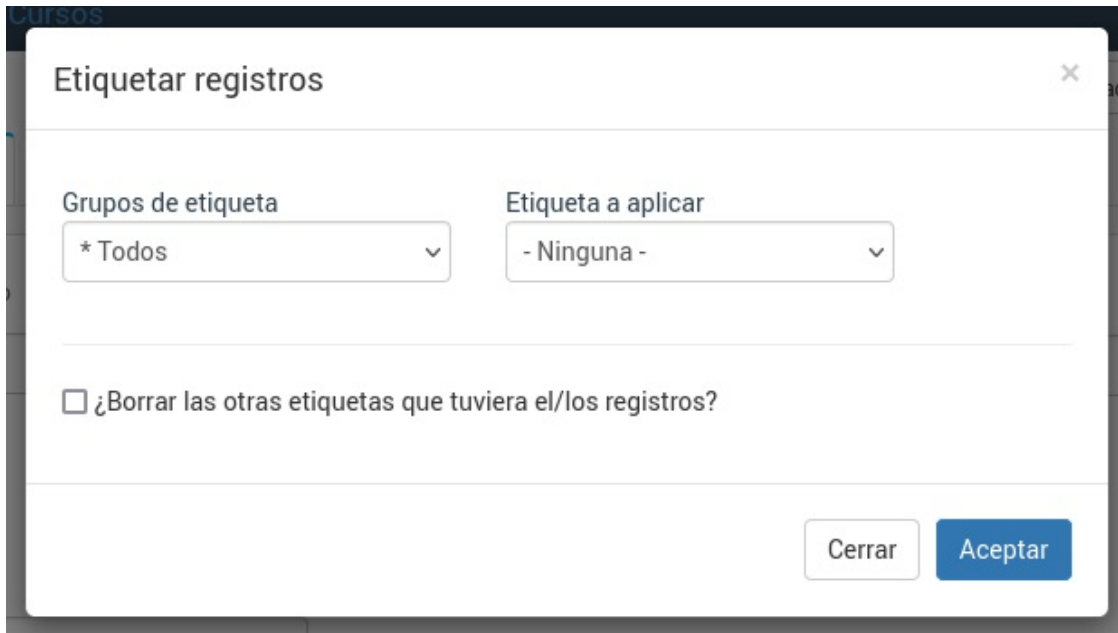 Cursos
Etiquetar registros
×
Grupos de etiqueta
Etiqueta a aplicar
* Todos
- Ninguna -
¿Borrar las otras etiquetas que tuviera el/los registros?
Cerrar
Aceptar